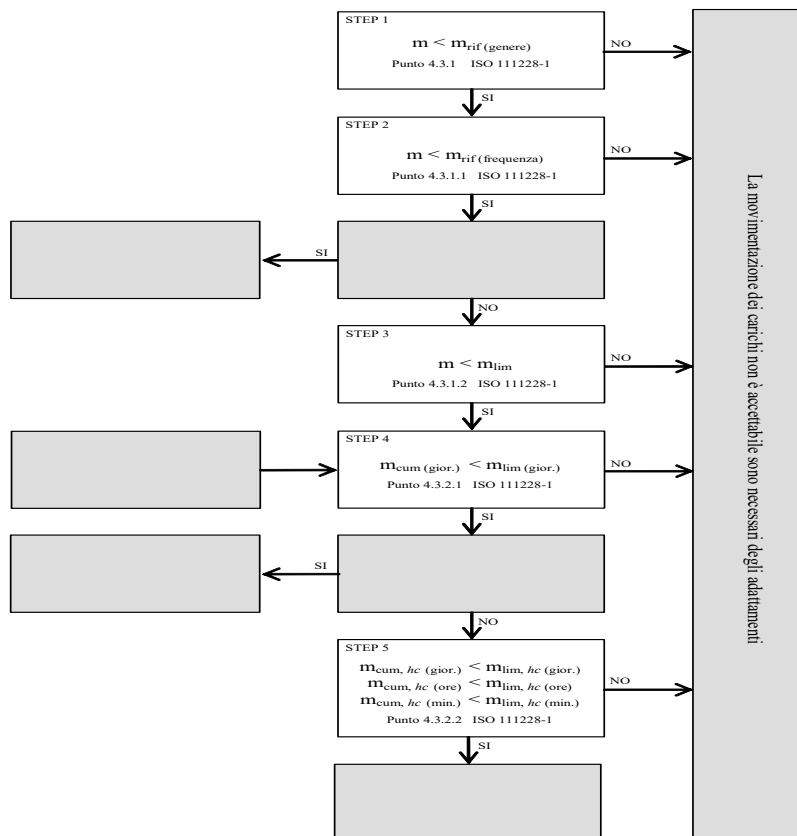 STEP 1
m < mrif (genere)
NO
Punto 4.3.1 ISO 111228-1
SI
STEP 2
m < mrif (frequenza)
NO
Punto 4.3.1.1 ISO 111228-1
SI
SI
NO
STEP 3
m < mlim
NO
Punto 4.3.1.2 ISO 111228-1
SI
STEP 4
mcum (gior.) < mlim (gior.)
NO
Punto 4.3.2.1 ISO 111228-1
SI
SI
NO
STEP 5
mcum, hc (gior.) < mlim, hc (gior.)
mcum, hc (ore) < mlim, hc (ore)
NO
mcum, hc (min.) < mlim, hc (min.)
Punto 4.3.2.2 ISO 111228-1
SI
La movimentazione dei carichi non è accettabile sono necessari degli adattamenti